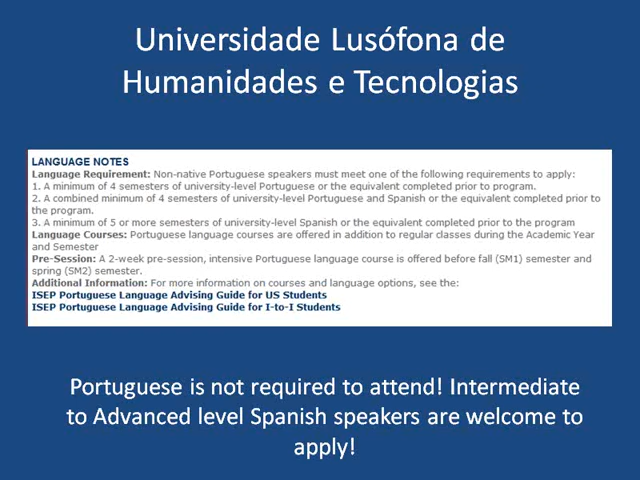 Universidade Lusófona de
Humanidades e Tecnologias
LANGUAGE NOTES
Language Requirement: Non-native Portuguese speakers must meet one of the following requirements to apply:
1. A minimum of 4 semesters of university-level Portuguese or the equivalent completed prior to program.
2. A combined minimum of 4 semesters of university-level Portuguese and Spanish or the equivalent completed prior to
the program.
3. A minimum of 5 or more semesters of university-level Spanish or the equivalent completed prior to the program
Language Courses: Portuguese language courses are offered in addition to regular classes during the Academic Year
and Semester
Pre-Session: A 2-week pre-session, intensive Portuguese language course is offered before fall (SM1) semester and
spring (SM2) semester.
Additional Information: For more information on courses and language options, see the:
ISEP Portuguese Language Advising Guide for US Students
ISEP Portuguese Language Advising Guide for I-to-I Students
Portuguese is not required to attend! Intermediate
to Advanced level Spanish speakers are welcome to
apply!